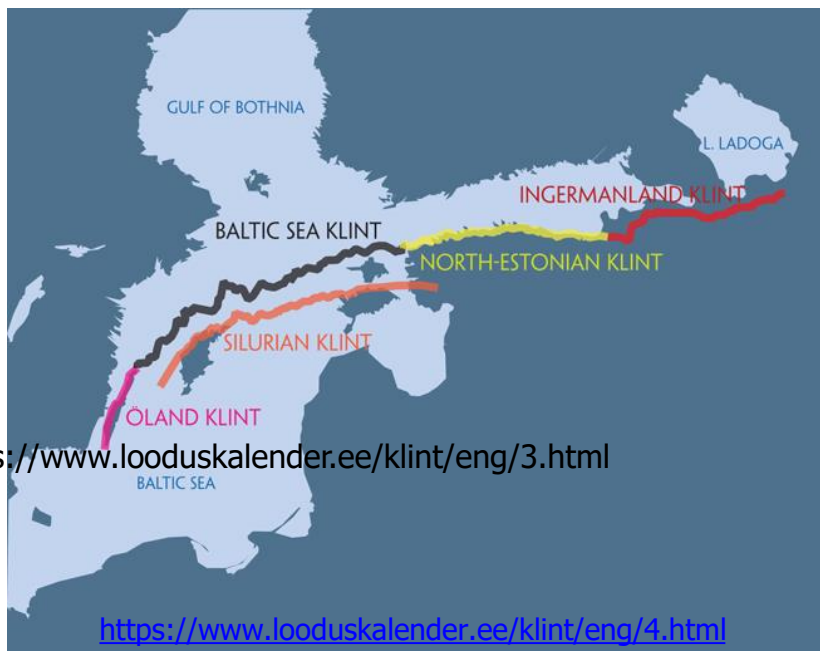 GULF OF BOTHNIA
L. LADOGA
INGERMANLAND KLINT
BALTIC SEA KLINT
NORTH-ESTONIAN KLINT
SILURIAN KLINT
ÖLAND KLINT
s://www.looduskalender.ee/klint/eng/3.html
BALTIC SEA
https://www.looduskalender.ee/klint/eng/4.html